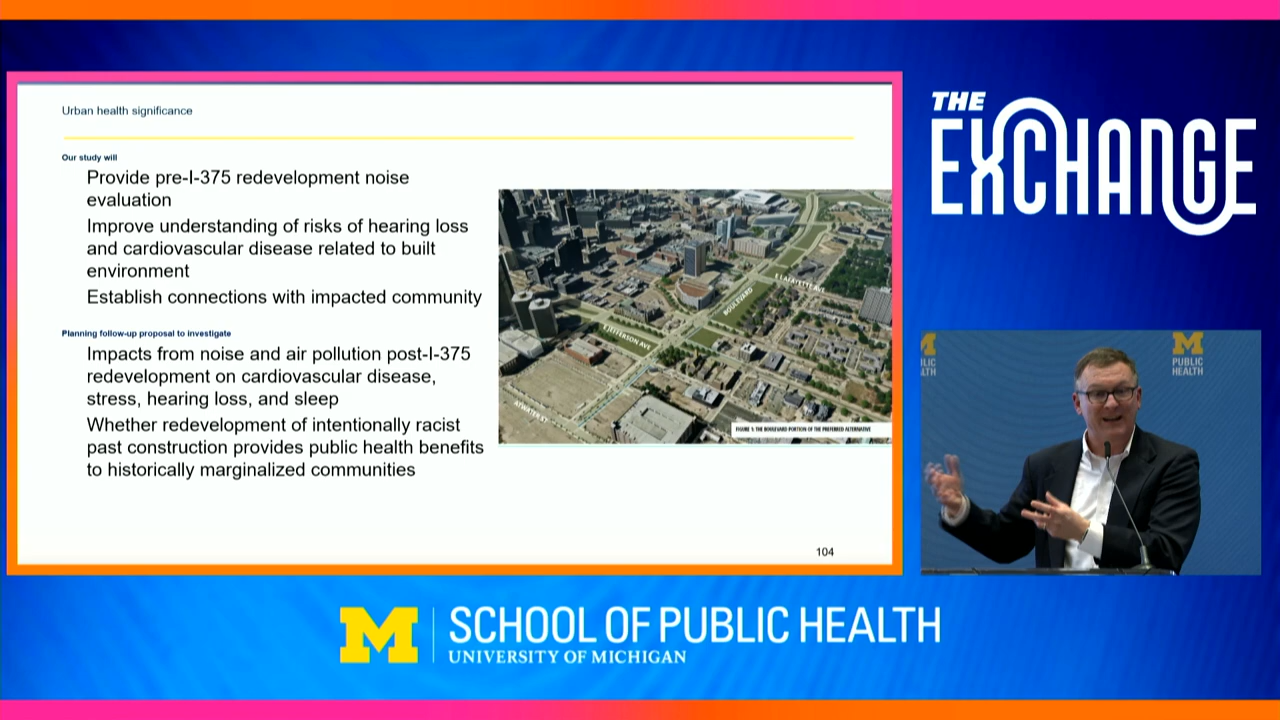 Urban health significance
Our study will
Provide pre-I-375 redevelopment noise
evaluation
Improve understanding of risks of hearing loss
and cardiovascular disease related to built
environment
Establish connections with impacted community
Planning follow-up proposal to investigate
Impacts from noise and air pollution post-I-375
redevelopment on cardiovascular disease,
stress, hearing loss, and sleep
Whether redevelopment of intentionally racist
past construction provides public health benefits
to historically marginalized communities
E LAFAYETTE AVE
BOULEVARD
E JEFFERSON AVE
ATWATER ST
FIGURE 1: THE BOULEVARD PORTION OF THE PREFERRED ALTERNATIVE
104
THE
EXCHANGE
M
LTH
M
PUBLIC
HEALTH
M
SCHOOL OF PUBLIC HEALTH
UNIVERSITY OF MICHIGAN